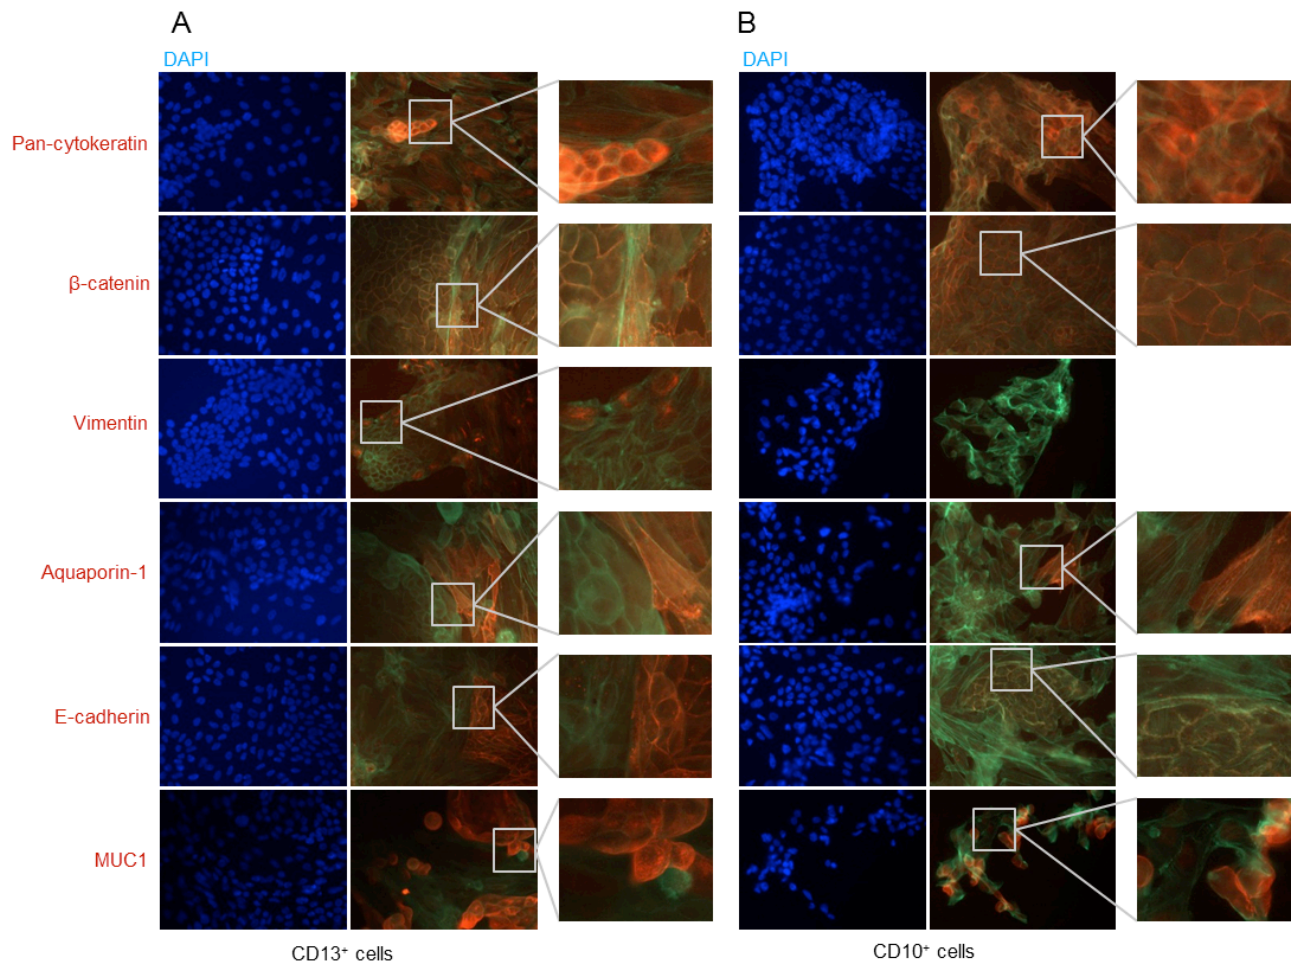 A
B
DAPI
DAPI
Pan-cytokeratin
β-catenin
Vimentin
Aquaporin-1
E-cadherin
MUC1
CD13⁺ cells
CD10⁺ cells